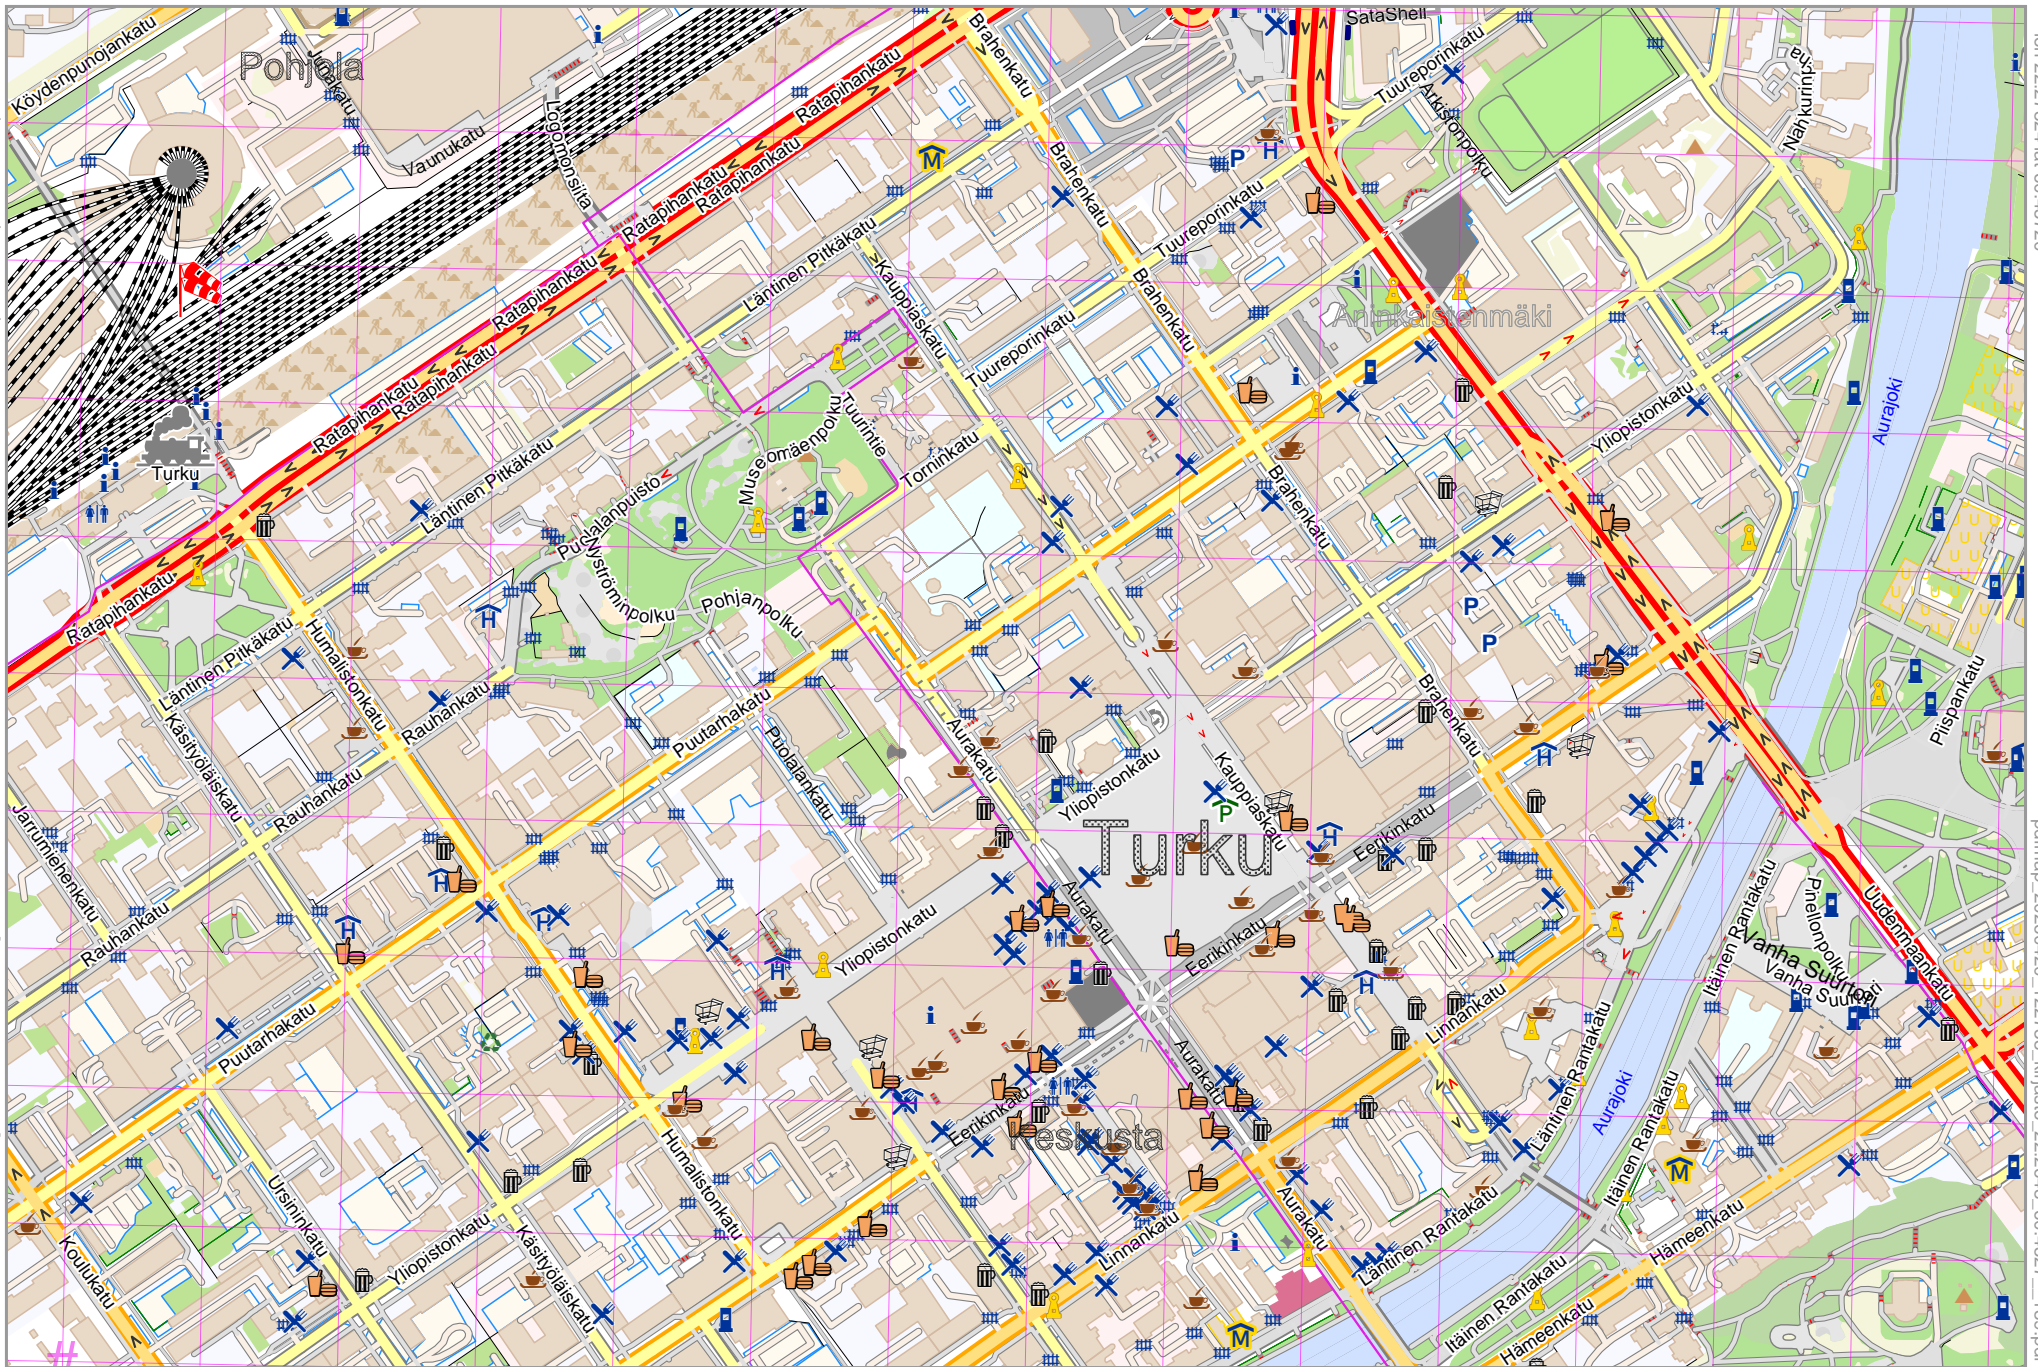 SataShell
Köydenpunojankatu
Pohjola
Brahenkatu
Ratapihankatu
Tuureporinkatu
Arkistonpolku
Nahkurinkuja
Logomonsilta
Vaunukatu
Brahenkatu
Ratapihankatu
Ratapihankatu
Läntinen Pitkäkatu
Tuureporinkatu
Kauppiaskatu
Brahenkatu
Ratapihankatu
Aninkaistenmäki
Tuureporinkatu
Ratapihankatu
Ratapihankatu
Museomäenpolku
Tuurintie
Aurajoki
Yliopistonkatu
Turku
Läntinen Pitkäkatu
Torninkatu
Brahenkatu
Puolalanpuisto
Nyströminpolku
Pohjanpolku
Ratapihankatu
Läntinen Pitkäkatu
Humalistonkatu
Rauhankatu
Käsityöläiskatu
Puutarhakatu
Puolalankatu
Aurakatu
Brahenkatu
Piispankatu
Yliopistonkatu
Kauppiaskatu
Rauhankatu
Jarrumiehenkatu
Turku
Eerikinkatu
Aurakatu
Itäinen Rantakatu
Phellonpolku
Uudenmaankatu
Vanha Suurtori
Vanha Suurtori
Rauhankatu
Yliopistonkatu
Eerikinkatu
Linnankatu
Puutarhakatu
Läntinen Rantakatu
Aurajoki
Aurakatu
Itäinen Rantakatu
Eerikinkatu
Keskusta
Humalistonkatu
Ursininkatu
Yliopistonkatu
Käsityöläiskatu
Koulukatu
Linnankatu
Aurakatu
Läntinen Rantakatu
Hämeenkatu
Itäinen Rantakatu
Hämeenkatu